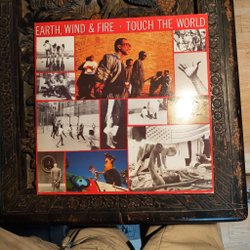 EARTH, WIND & FIRE · TOUCH THE WORLD